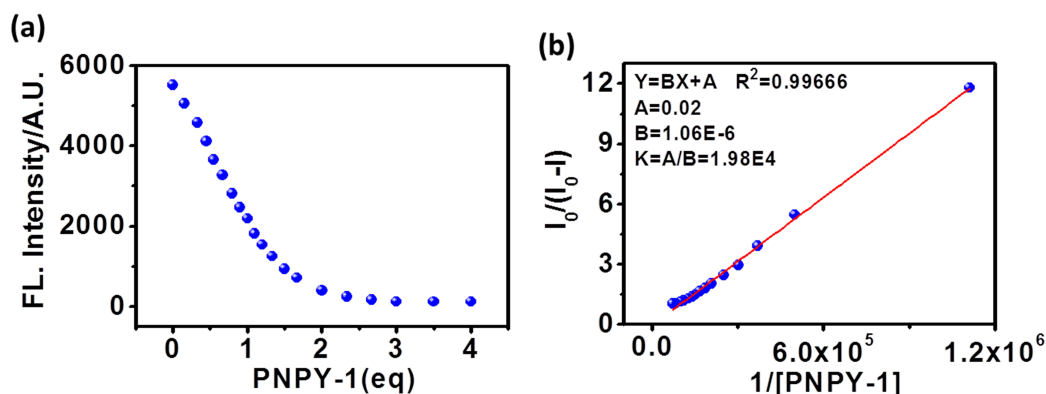 (a)
FL. Intensity/A.U.
6000
4000
2000
0
0 1 2 3 4
PNPY-1(eq)
(b)
I₀/(I₀-I)
12
9
6
3
0
Y=BX+A R²=0.99666
A=0.02
B=1.06E-6
K=A/B=1.98E4
0.0 6.0x10⁵ 1.2x10⁶
1/[PNPY-1]